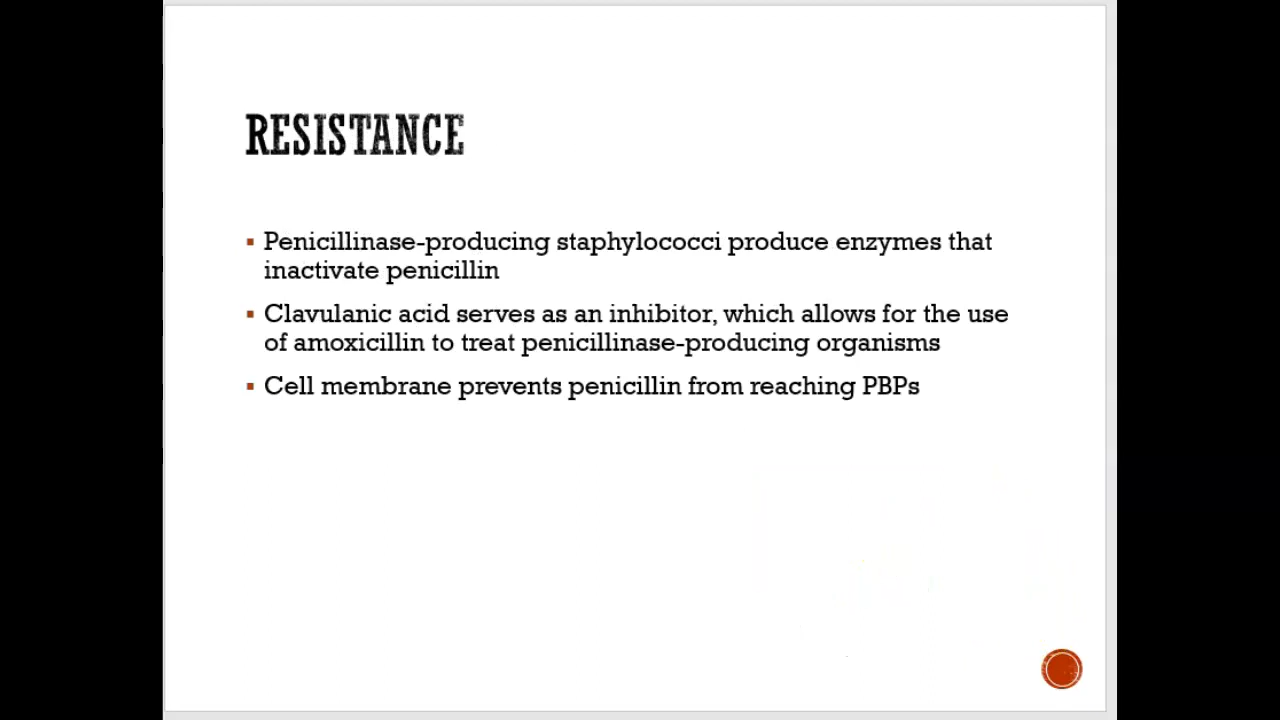 RESISTANCE
▪ Penicillinase-producing staphylococci produce enzymes that
inactivate penicillin
▪ Clavulanic acid serves as an inhibitor, which allows for the use
of amoxicillin to treat penicillinase-producing organisms
▪ Cell membrane prevents penicillin from reaching PBPs